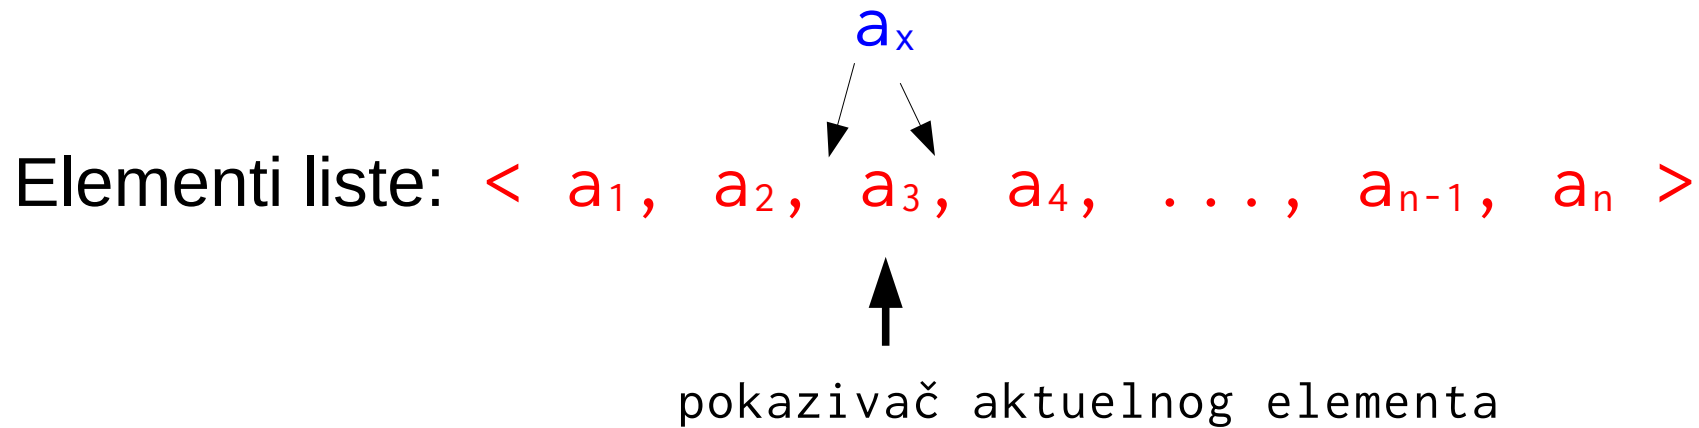 aₓ
Elementi liste: < a₁, a₂, a₃, a₄, ..., aₙ₋₁, aₙ >
pokazivač aktuelnog elementa